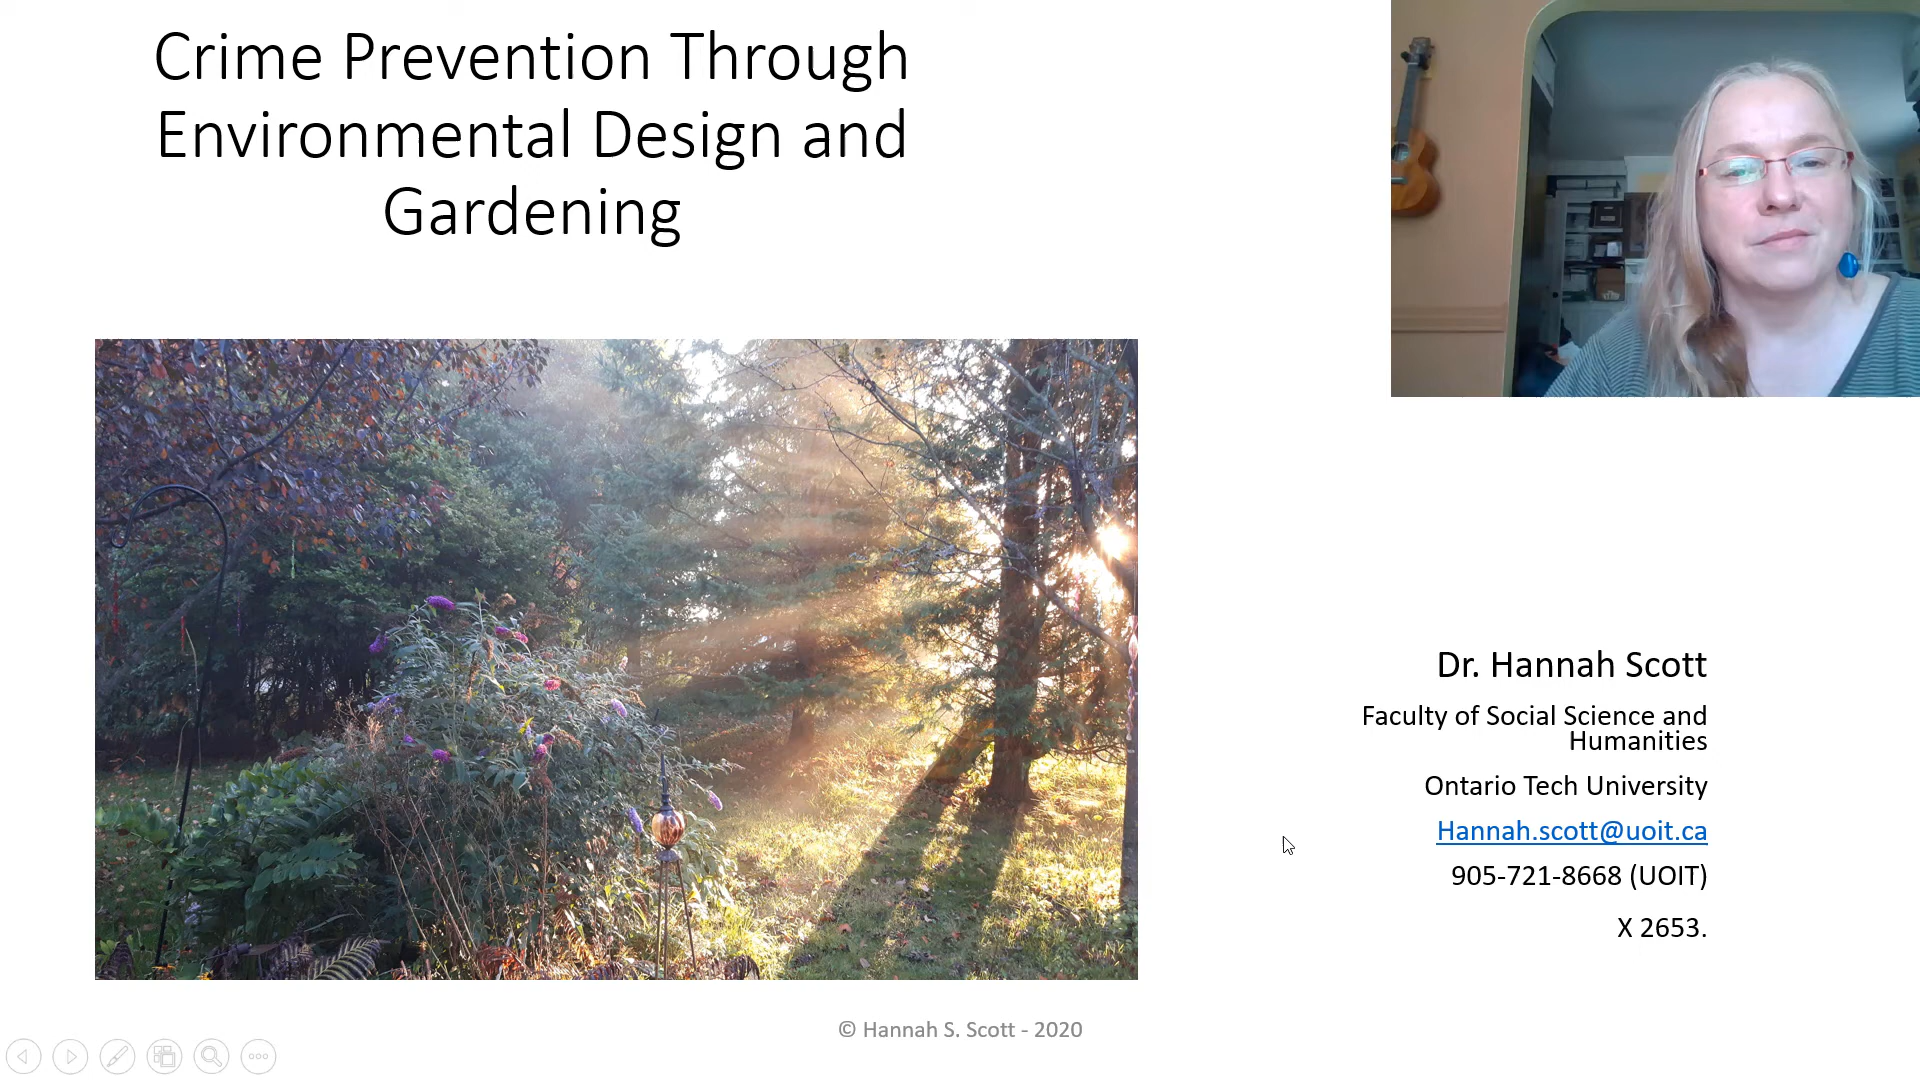 Crime Prevention Through
Environmental Design and
Gardening
Dr. Hannah Scott
Faculty of Social Science and
Humanities
Ontario Tech University
Hannah.scott@uoit.ca
905-721-8668 (UOIT)
X 2653.
© Hannah S. Scott - 2020